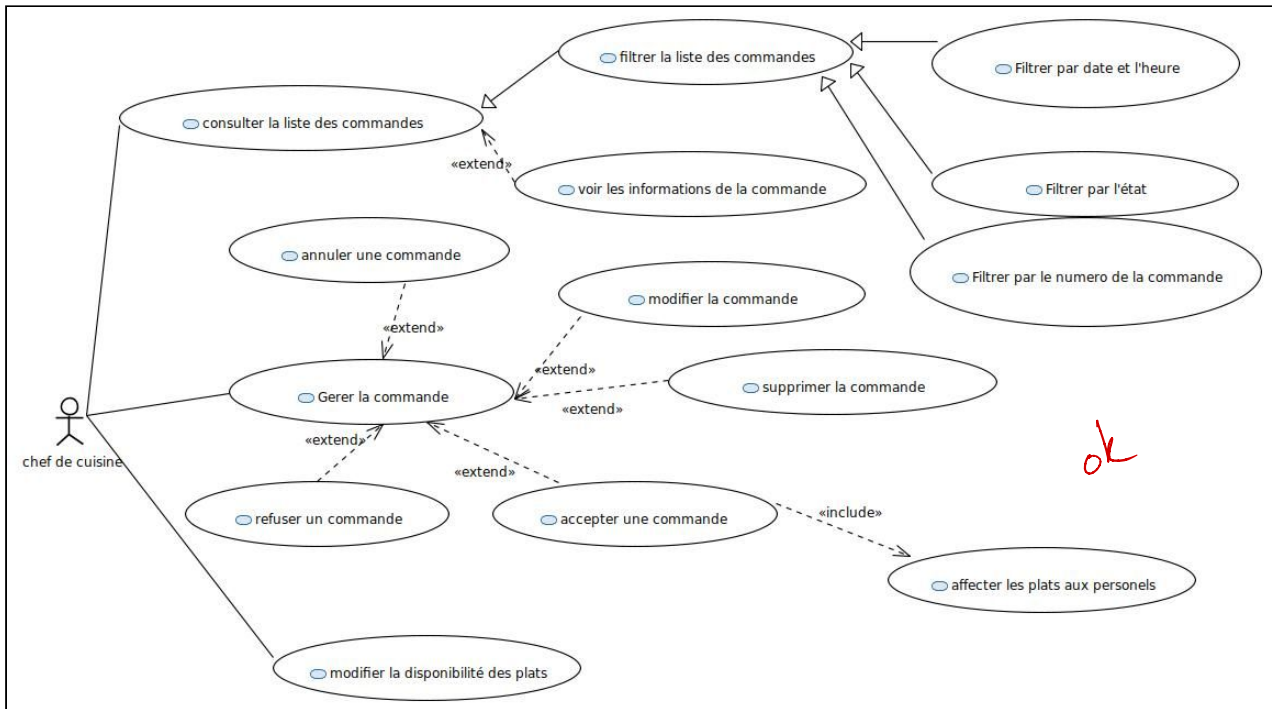 filtrer la liste des commandes
Filtrer par date et l'heure
consulter la liste des commandes
«extend»
voir les informations de la commande
Filtrer par l'état
annuler une commande
Filtrer par le numero de la commande
modifier la commande
«extend»
«extend»
supprimer la commande
Gerer la commande
«extend»
chef de cuisine
«extend»
«extend»
ok
refuser un commande
accepter une commande
«include»
affecter les plats aux personels
modifier la disponibilité des plats